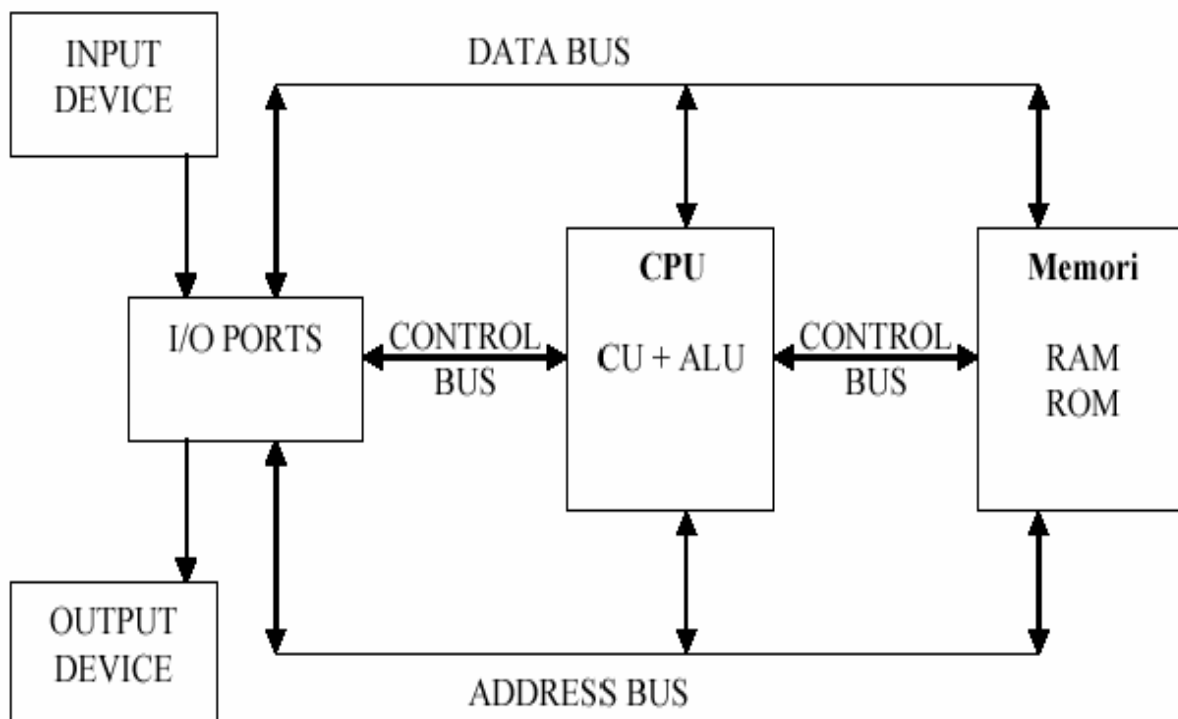 INPUT
DEVICE
DATA BUS
I/O PORTS
CONTROL
BUS
CPU
CU + ALU
CONTROL
BUS
Memori
RAM
ROM
OUTPUT
DEVICE
ADDRESS BUS